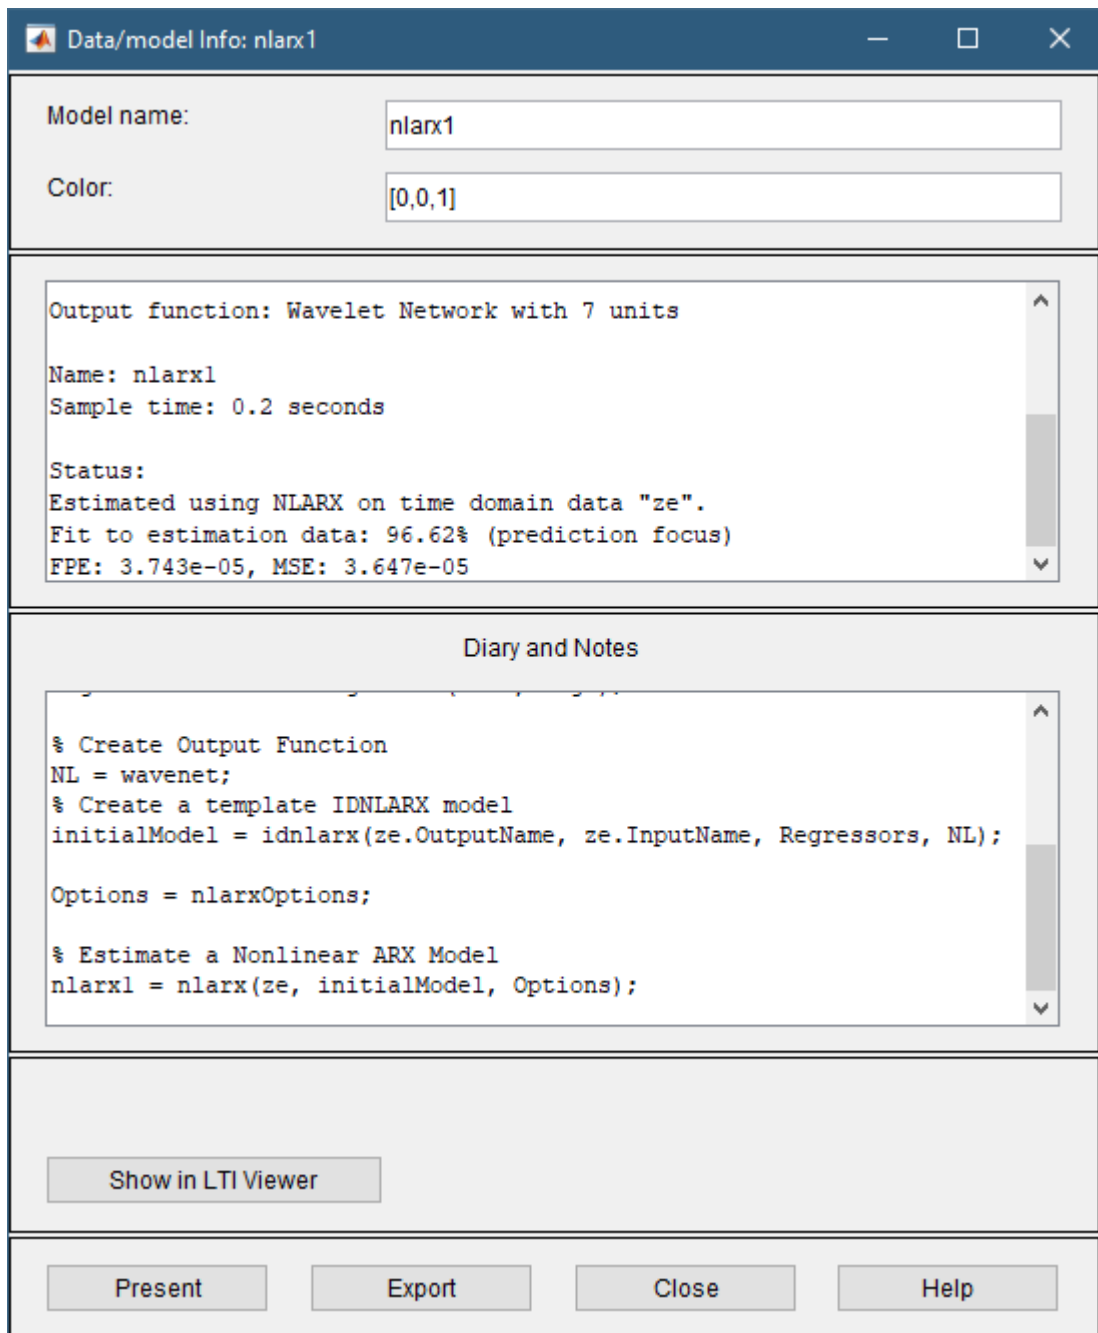 Data/model Info: nlarx1
Model name:
nlarx1
Color:
[0,0,1]
Output function: Wavelet Network with 7 units
Name: nlarx1
Sample time: 0.2 seconds
Status:
Estimated using NLARX on time domain data "ze".
Fit to estimation data: 96.62% (prediction focus)
FPE: 3.743e-05, MSE: 3.647e-05
Diary and Notes
% Create Output Function
NL = wavenet;
% Create a template IDNLARX model
initialModel = idnlarx(ze.OutputName, ze.InputName, Regressors, NL);
Options = nlarxOptions;
% Estimate a Nonlinear ARX Model
nlarx1 = nlarx(ze, initialModel, Options);
Show in LTI Viewer
Present
Export
Close
Help